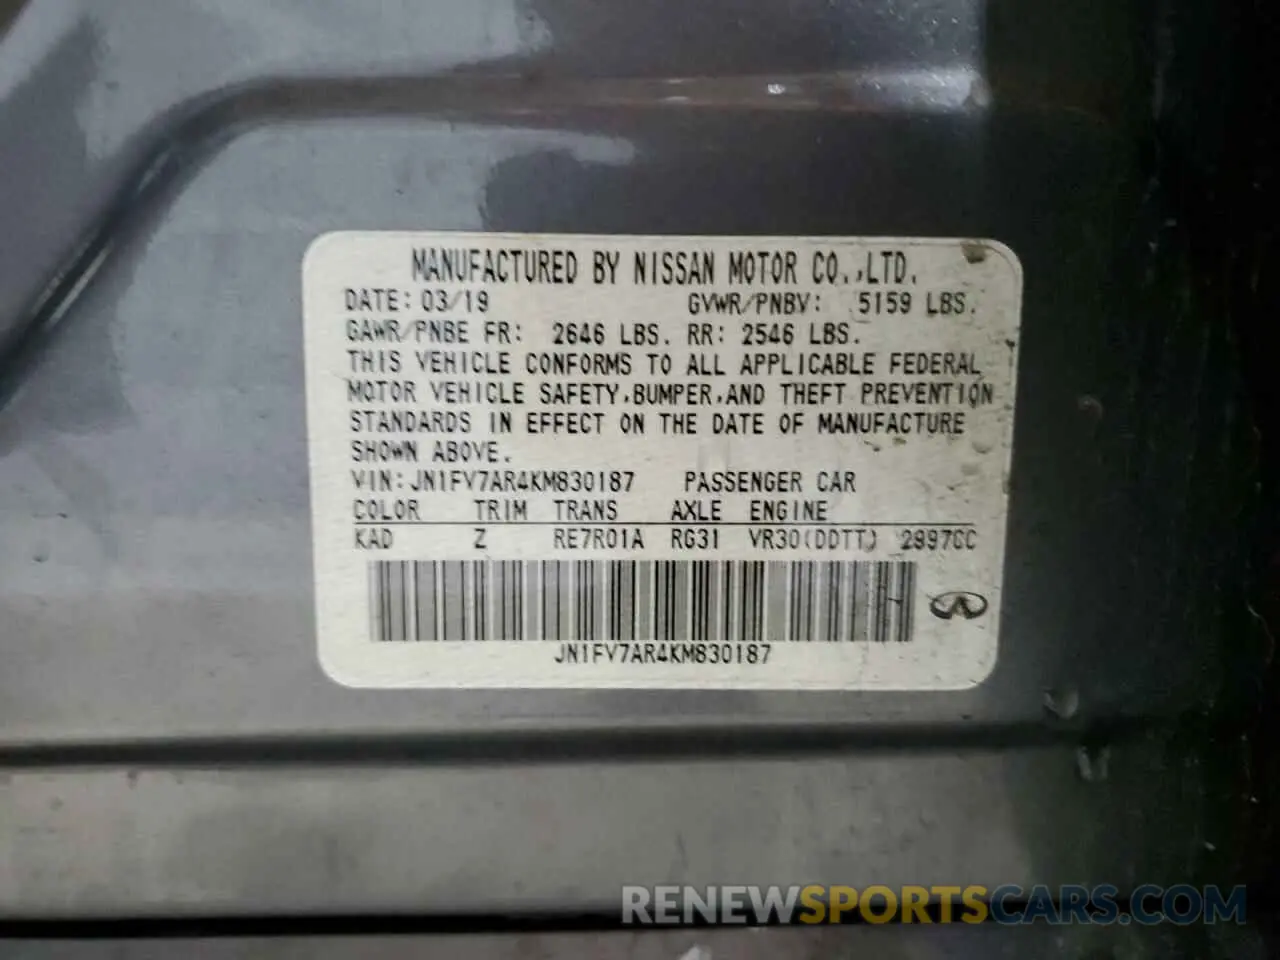 MANUFACTURED BY NISSAN MOTOR CO.,LTD.
DATE: 03/19 GVWR/PNBV: 5159 LBS.
GAWR/PNBE FR: 2646 LBS. RR: 2546 LBS.
THIS VEHICLE CONFORMS TO ALL APPLICABLE FEDERAL
MOTOR VEHICLE SAFETY,BUMPER,AND THEFT PREVENTION
STANDARDS IN EFFECT ON THE DATE OF MANUFACTURE
SHOWN ABOVE.
VIN:JN1FV7AR4KM830187 PASSENGER CAR
COLOR TRIM TRANS AXLE ENGINE
KAD Z RE7R01A RG31 VR30(DDTT) 2997CC
JN1FV7AR4KM830187
RENEWSPORTSCARS.COM